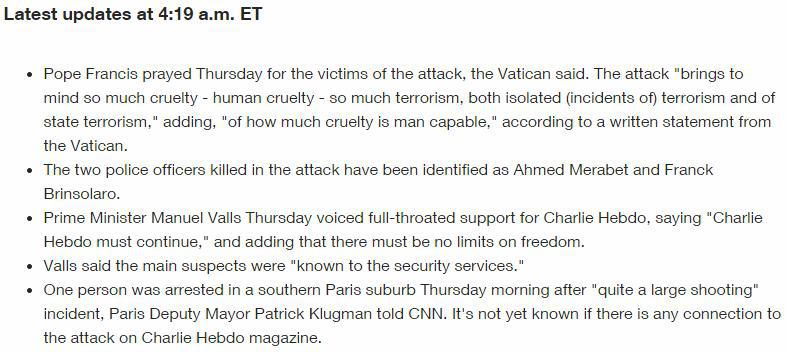 Latest updates at 4:19 a.m. ET
• Pope Francis prayed Thursday for the victims of the attack, the Vatican said. The attack "brings to
mind so much cruelty - human cruelty - so much terrorism, both isolated (incidents of) terrorism and of
state terrorism," adding, "of how much cruelty is man capable," according to a written statement from
the Vatican.
• The two police officers killed in the attack have been identified as Ahmed Merabet and Franck
Brinsolaro.
• Prime Minister Manuel Valls Thursday voiced full-throated support for Charlie Hebdo, saying "Charlie
Hebdo must continue," and adding that there must be no limits on freedom.
• Valls said the main suspects were "known to the security services."
• One person was arrested in a southern Paris suburb Thursday morning after "quite a large shooting"
incident, Paris Deputy Mayor Patrick Klugman told CNN. It's not yet known if there is any connection to
the attack on Charlie Hebdo magazine.